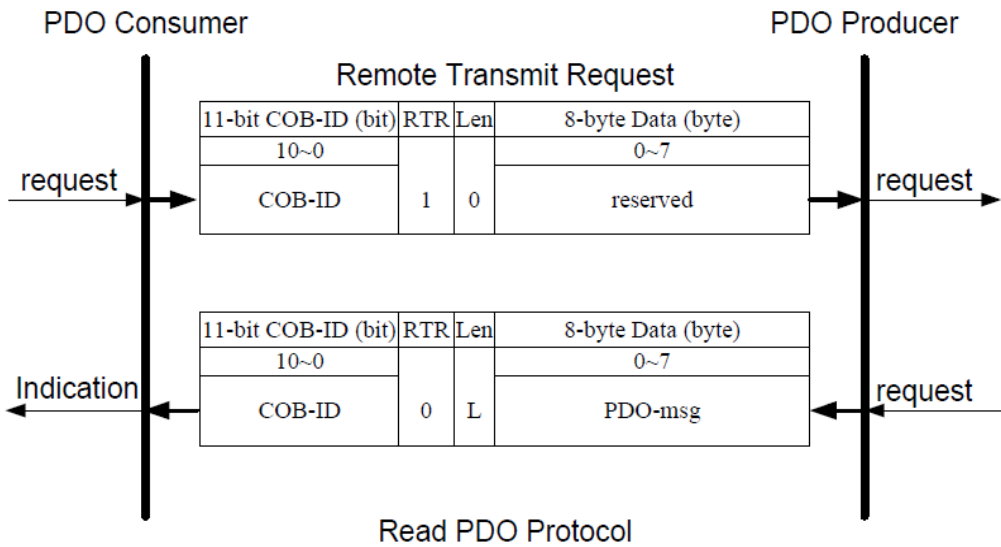 PDO Consumer PDO Producer
Remote Transmit Request
11-bit COB-ID (bit) RTR Len 8-byte Data (byte)
10~0 0~7
request COB-ID 1 0 reserved request
11-bit COB-ID (bit) RTR Len 8-byte Data (byte)
10~0 0~7
Indication COB-ID 0 L PDO-msg request
Read PDO Protocol